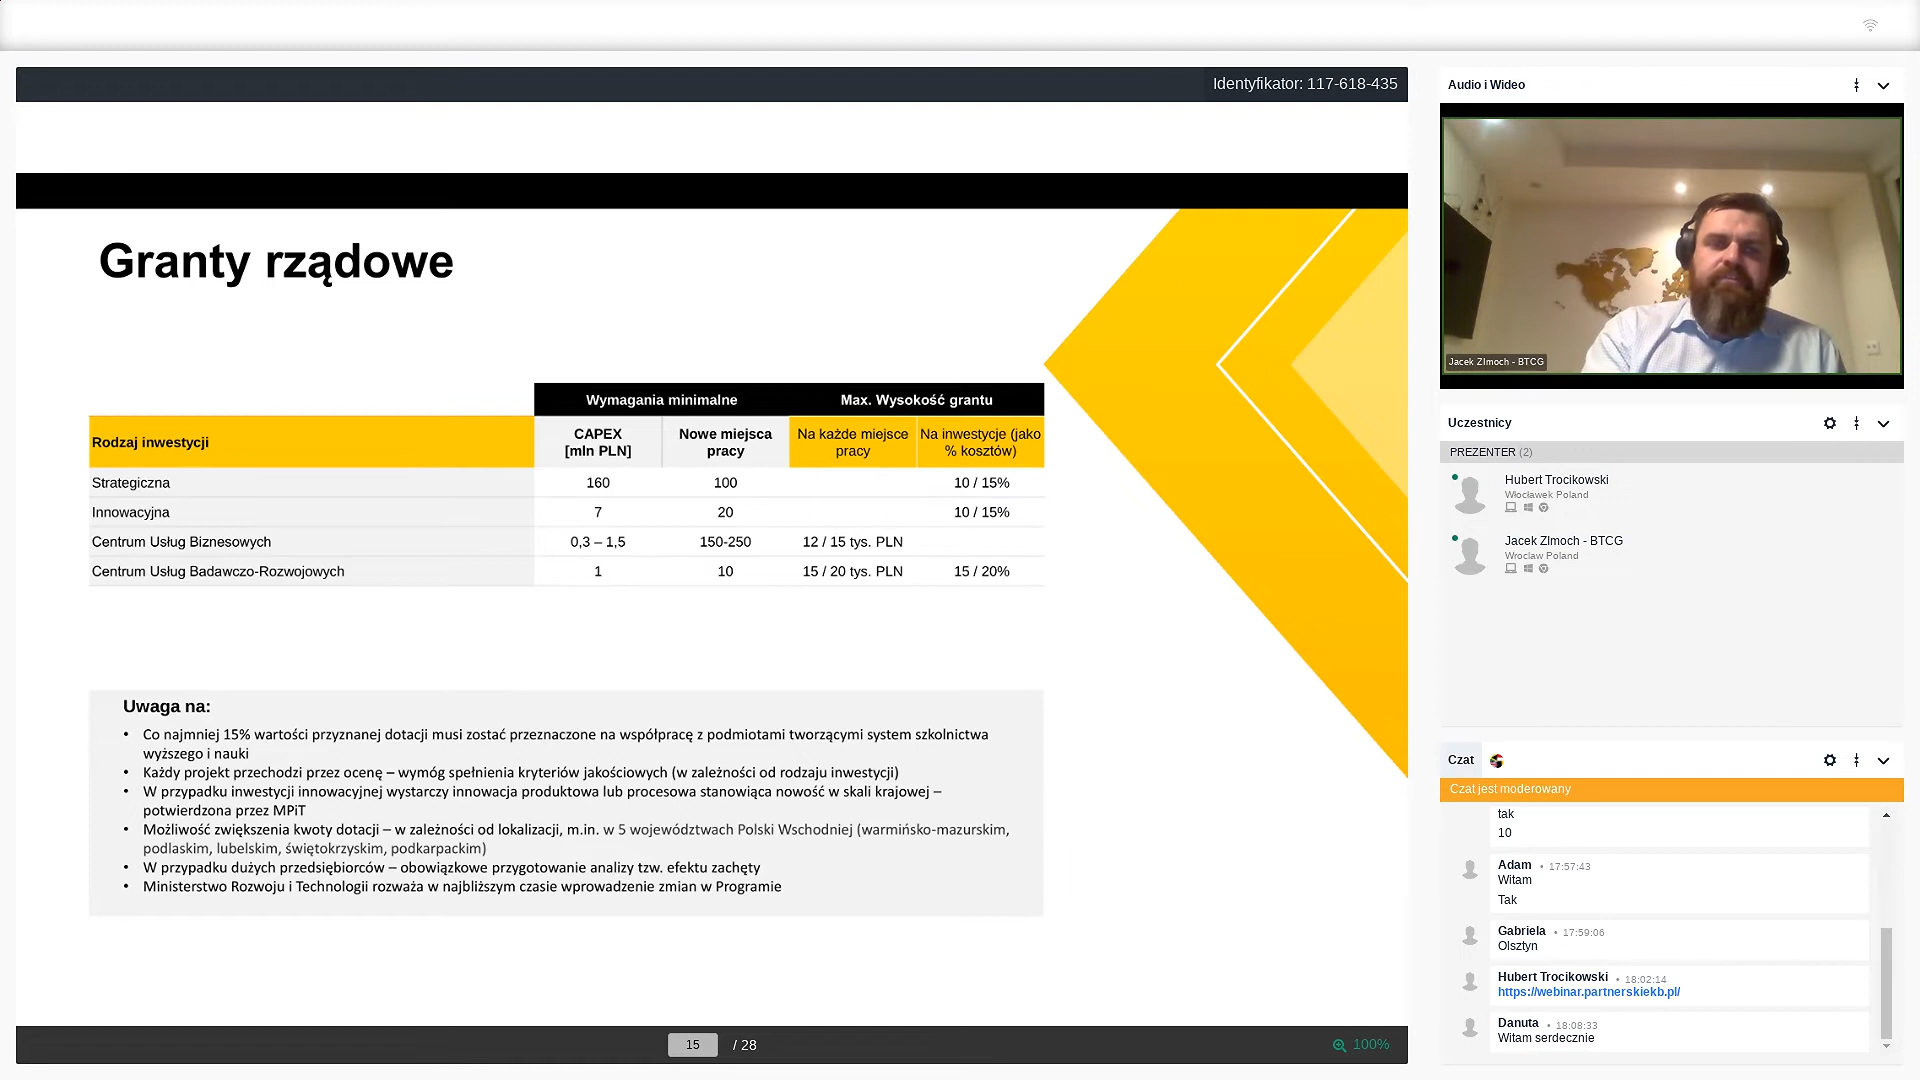 Identyfikator: 117-618-435
Granty rządowe
Wymagania minimalne Max. Wysokość grantu
Rodzaj inwestycji
CAPEX
[mln PLN]
Nowe miejsca
pracy
Na każde miejsce
pracy
Na inwestycje (jako
% kosztów)
Strategiczna 160 100 10 / 15%
Innowacyjna 7 20 10 / 15%
Centrum Usług Biznesowych 0,3 – 1,5 150-250 12 / 15 tys. PLN
Centrum Usług Badawczo-Rozwojowych 1 10 15 / 20 tys. PLN 15 / 20%
Uwaga na:
• Co najmniej 15% wartości przyznanej dotacji musi zostać przeznaczone na współpracę z podmiotami tworzącymi system szkolnictwa
wyższego i nauki
• Każdy projekt przechodzi przez ocenę – wymóg spełnienia kryteriów jakościowych (w zależności od rodzaju inwestycji)
• W przypadku inwestycji innowacyjnej wystarczy innowacja produktowa lub procesowa stanowiąca nowość w skali krajowej –
potwierdzona przez MPiT
• Możliwość zwiększenia kwoty dotacji – w zależności od lokalizacji, m.in. w 5 województwach Polski Wschodniej (warmińsko-mazurskim,
podlaskim, lubelskim, świętokrzyskim, podkarpackim)
• W przypadku dużych przedsiębiorców – obowiązkowe przygotowanie analizy tzw. efektu zachęty
• Ministerstwo Rozwoju i Technologii rozważa w najbliższym czasie wprowadzenie zmian w Programie
15 / 28
100%
Audio i Wideo
Jacek ZImoch - BTCG
Uczestnicy
PREZENTER (2)
Hubert Trocikowski
Włocławek Poland
Jacek ZImoch - BTCG
Wroclaw Poland
Czat
Czat jest moderowany
tak
10
Adam • 17:57:43
Witam
Tak
Gabriela • 17:59:06
Olsztyn
Hubert Trocikowski • 18:02:14
https://webinar.partnerskiekb.pl/
Danuta • 18:08:33
Witam serdecznie